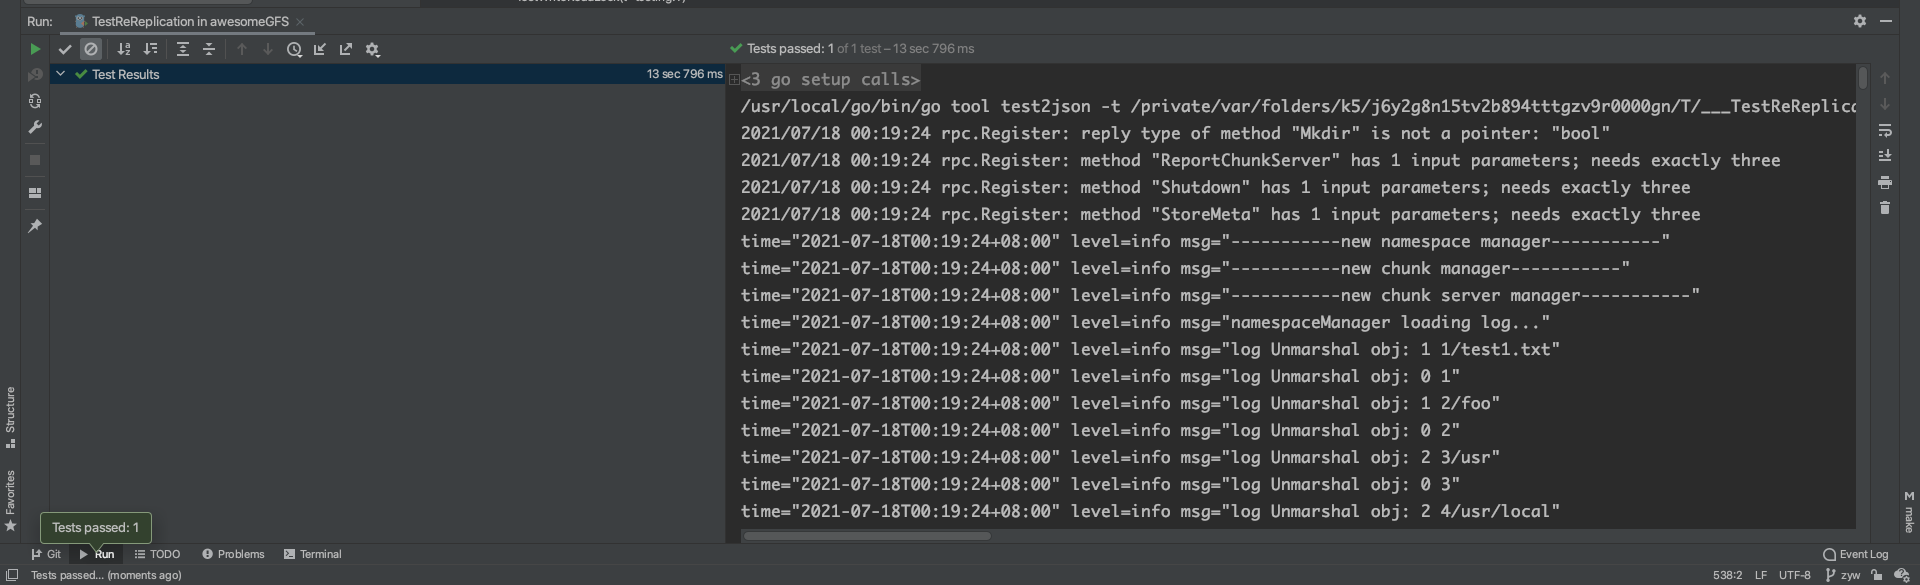 Run: TestReReplication in awesomeGFS
Tests passed: 1 of 1 test – 13 sec 796 ms
Test Results 13 sec 796 ms
<3 go setup calls>
/usr/local/go/bin/go tool test2json -t /private/var/folders/k5/j6y2g8n15tv2b894tttgzv9r0000gn/T/___TestReReplica
2021/07/18 00:19:24 rpc.Register: reply type of method "Mkdir" is not a pointer: "bool"
2021/07/18 00:19:24 rpc.Register: method "ReportChunkServer" has 1 input parameters; needs exactly three
2021/07/18 00:19:24 rpc.Register: method "Shutdown" has 1 input parameters; needs exactly three
2021/07/18 00:19:24 rpc.Register: method "StoreMeta" has 1 input parameters; needs exactly three
time="2021-07-18T00:19:24+08:00" level=info msg="-----------new namespace manager-----------"
time="2021-07-18T00:19:24+08:00" level=info msg="-----------new chunk manager-----------"
time="2021-07-18T00:19:24+08:00" level=info msg="-----------new chunk server manager-----------"
time="2021-07-18T00:19:24+08:00" level=info msg="namespaceManager loading log..."
time="2021-07-18T00:19:24+08:00" level=info msg="log Unmarshal obj: 1 1/test1.txt"
time="2021-07-18T00:19:24+08:00" level=info msg="log Unmarshal obj: 0 1"
time="2021-07-18T00:19:24+08:00" level=info msg="log Unmarshal obj: 1 2/foo"
time="2021-07-18T00:19:24+08:00" level=info msg="log Unmarshal obj: 0 2"
time="2021-07-18T00:19:24+08:00" level=info msg="log Unmarshal obj: 2 3/usr"
time="2021-07-18T00:19:24+08:00" level=info msg="log Unmarshal obj: 0 3"
time="2021-07-18T00:19:24+08:00" level=info msg="log Unmarshal obj: 2 4/usr/local"
Structure
Favorites
M make
Tests passed: 1
Git Run TODO Problems Terminal Event Log
Tests passed... (moments ago) 538:2 LF UTF-8 zyw